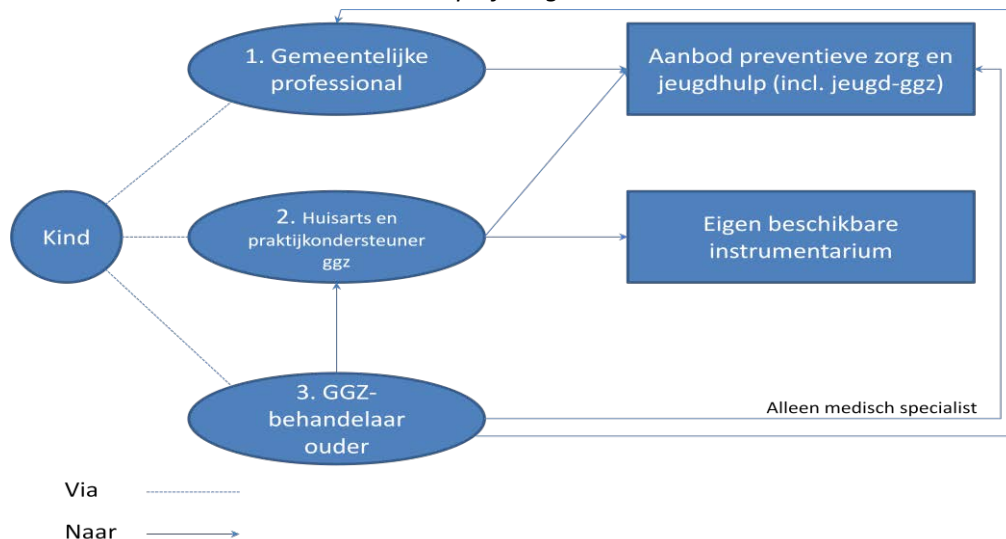 1. Gemeentelijke
professional
Aanbod preventieve zorg en
jeugdhulp (incl. jeugd-ggz)
Kind
2. Huisarts en
praktijkondersteuner
ggz
Eigen beschikbare
instrumentarium
3. GGZ-
behandelaar
ouder
Alleen medisch specialist
Via
Naar